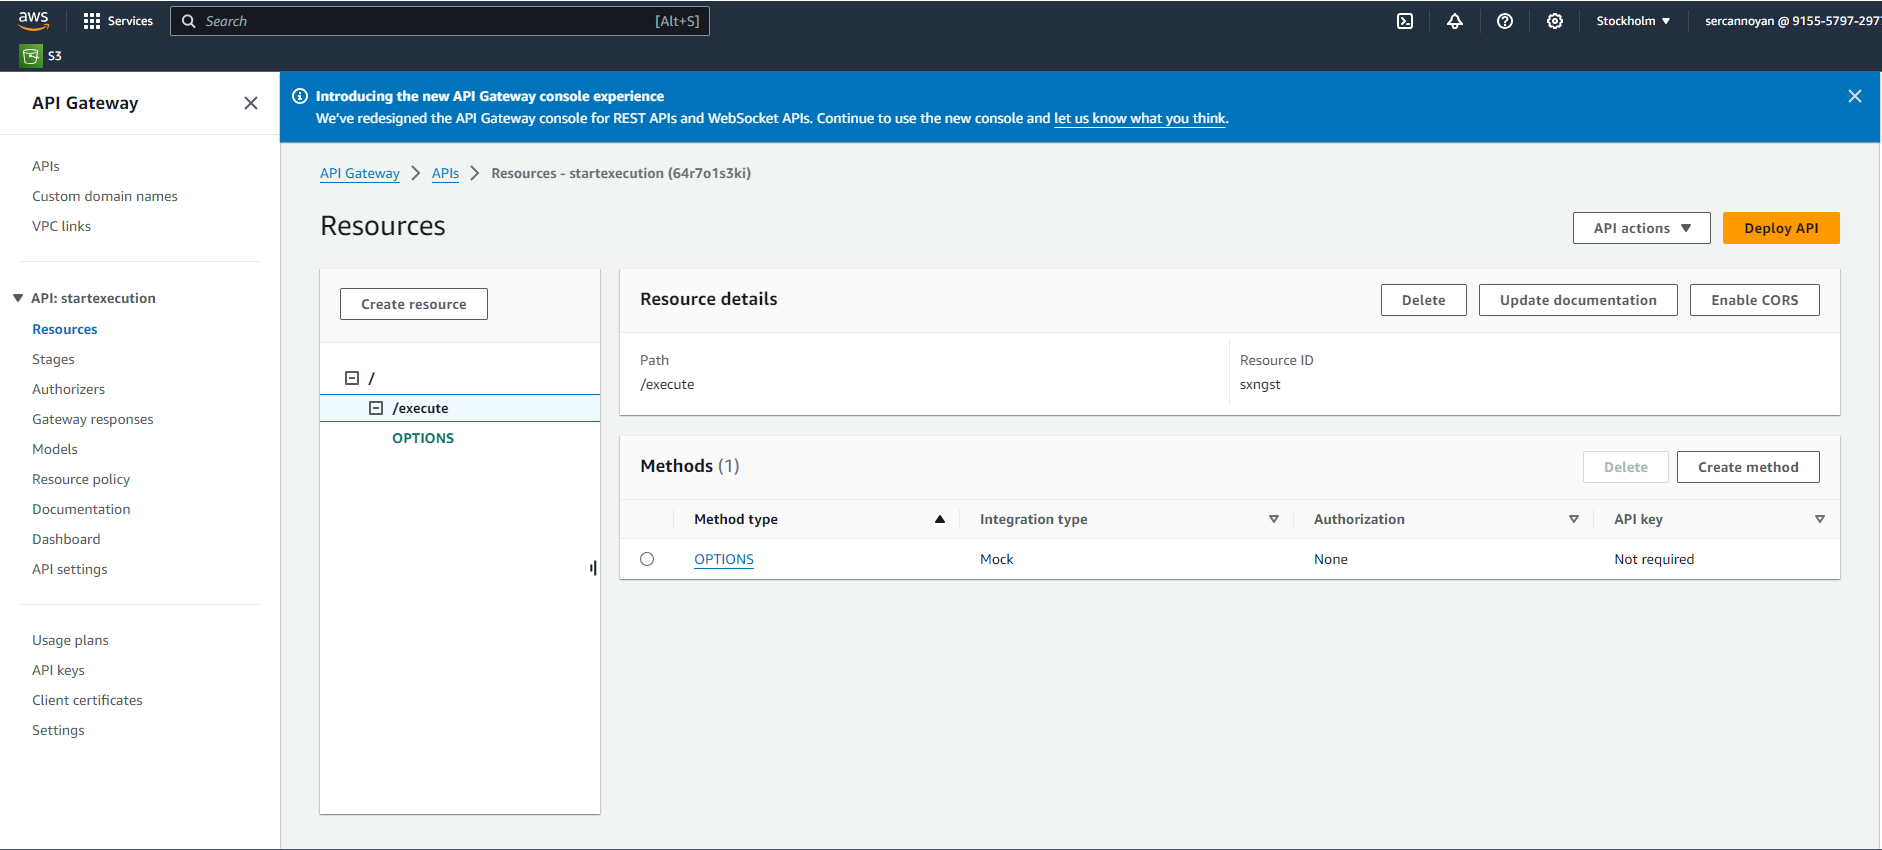 aws
Services
Search
[Alt+S]
Stockholm
sercannoyan @ 9155-5797-297
S3
API Gateway
Introducing the new API Gateway console experience
We've redesigned the API Gateway console for REST APIs and WebSocket APIs. Continue to use the new console and let us know what you think.
APIs
Custom domain names
VPC links
API: startexecution
Resources
Stages
Authorizers
Gateway responses
Models
Resource policy
Documentation
Dashboard
API settings
Usage plans
API keys
Client certificates
Settings
API Gateway > APIs > Resources - startexecution (64r7o1s3ki)
Resources
API actions
Deploy API
Create resource
/
/execute
OPTIONS
Resource details
Delete
Update documentation
Enable CORS
Path
/execute
Resource ID
sxngst
Methods (1)
Delete
Create method
Method type
Integration type
Authorization
API key
OPTIONS
Mock
None
Not required